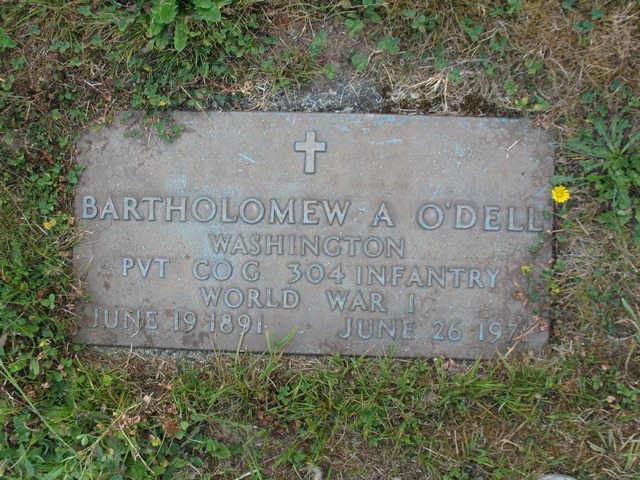 BARTHOLOMEW A O'DELL
WASHINGTON
PVT CO G 304 INFANTRY
WORLD WAR I
JUNE 19 1891 JUNE 26